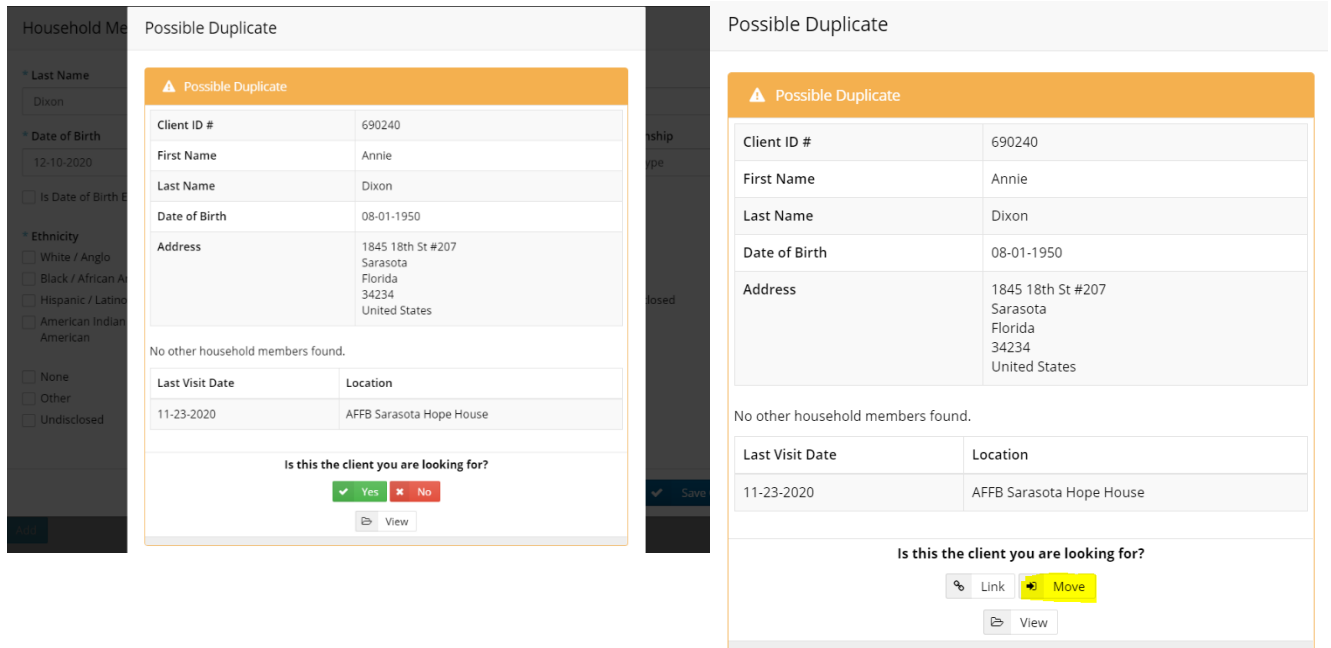 Household Me
* Last Name
Dixon
* Date of Birth
12-10-2020
Is Date of Birth E
* Ethnicity
White / Anglo
Black / African A
Hispanic / Latino
American Indian
American
None
Other
Undisclosed
Add
Possible Duplicate
Possible Duplicate
Client ID # 690240
First Name Annie
Last Name Dixon
Date of Birth 08-01-1950
Address 1845 18th St #207
Sarasota
Florida
34234
United States
No other household members found.
Last Visit Date Location
11-23-2020 AFFB Sarasota Hope House
Is this the client you are looking for?
Yes No
View
nship
ype
losed
Save
Possible Duplicate
Possible Duplicate
Client ID # 690240
First Name Annie
Last Name Dixon
Date of Birth 08-01-1950
Address 1845 18th St #207
Sarasota
Florida
34234
United States
No other household members found.
Last Visit Date Location
11-23-2020 AFFB Sarasota Hope House
Is this the client you are looking for?
Link Move
View